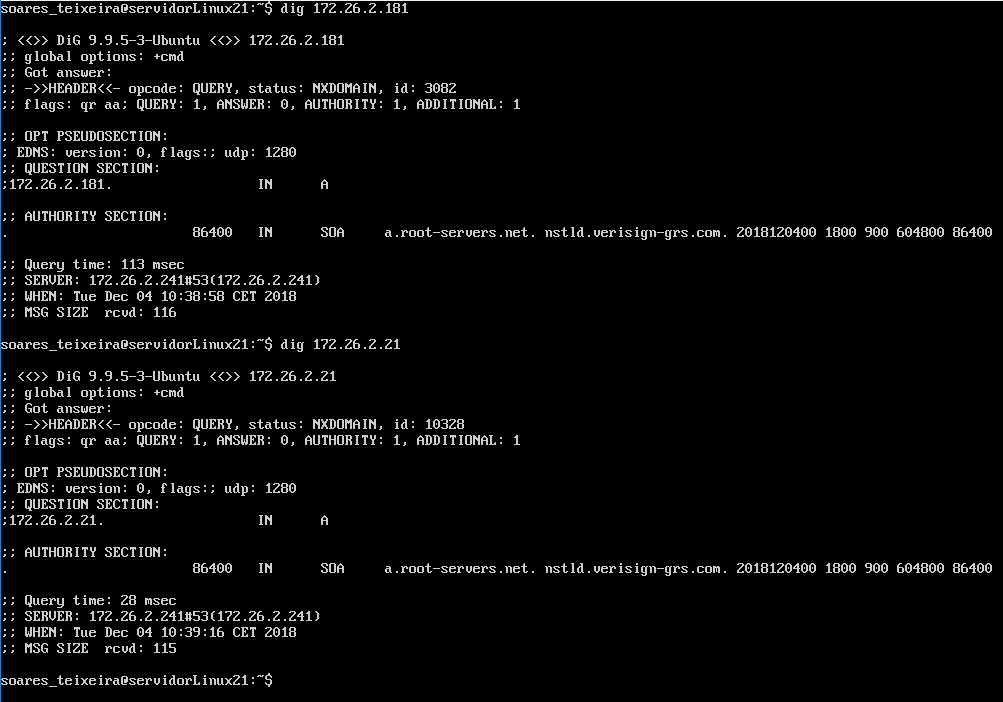 soares_teixeira@servidorLinux21:~$ dig 172.26.2.181
; <<>> DiG 9.9.5-3-Ubuntu <<>> 172.26.2.181
;; global options: +cmd
;; Got answer:
;; ->>HEADER<<- opcode: QUERY, status: NXDOMAIN, id: 3082
;; flags: qr aa; QUERY: 1, ANSWER: 0, AUTHORITY: 1, ADDITIONAL: 1
;; OPT PSEUDOSECTION:
; EDNS: version: 0, flags:; udp: 1280
;; QUESTION SECTION:
;172.26.2.181. IN A
;; AUTHORITY SECTION:
. 86400 IN SOA a.root-servers.net. nstld.verisign-grs.com. 2018120400 1800 900 604800 86400
;; Query time: 113 msec
;; SERVER: 172.26.2.241#53(172.26.2.241)
;; WHEN: Tue Dec 04 10:38:58 CET 2018
;; MSG SIZE rcvd: 116
soares_teixeira@servidorLinux21:~$ dig 172.26.2.21
; <<>> DiG 9.9.5-3-Ubuntu <<>> 172.26.2.21
;; global options: +cmd
;; Got answer:
;; ->>HEADER<<- opcode: QUERY, status: NXDOMAIN, id: 10328
;; flags: qr aa; QUERY: 1, ANSWER: 0, AUTHORITY: 1, ADDITIONAL: 1
;; OPT PSEUDOSECTION:
; EDNS: version: 0, flags:; udp: 1280
;; QUESTION SECTION:
;172.26.2.21. IN A
;; AUTHORITY SECTION:
. 86400 IN SOA a.root-servers.net. nstld.verisign-grs.com. 2018120400 1800 900 604800 86400
;; Query time: 28 msec
;; SERVER: 172.26.2.241#53(172.26.2.241)
;; WHEN: Tue Dec 04 10:39:16 CET 2018
;; MSG SIZE rcvd: 115
soares_teixeira@servidorLinux21:~$